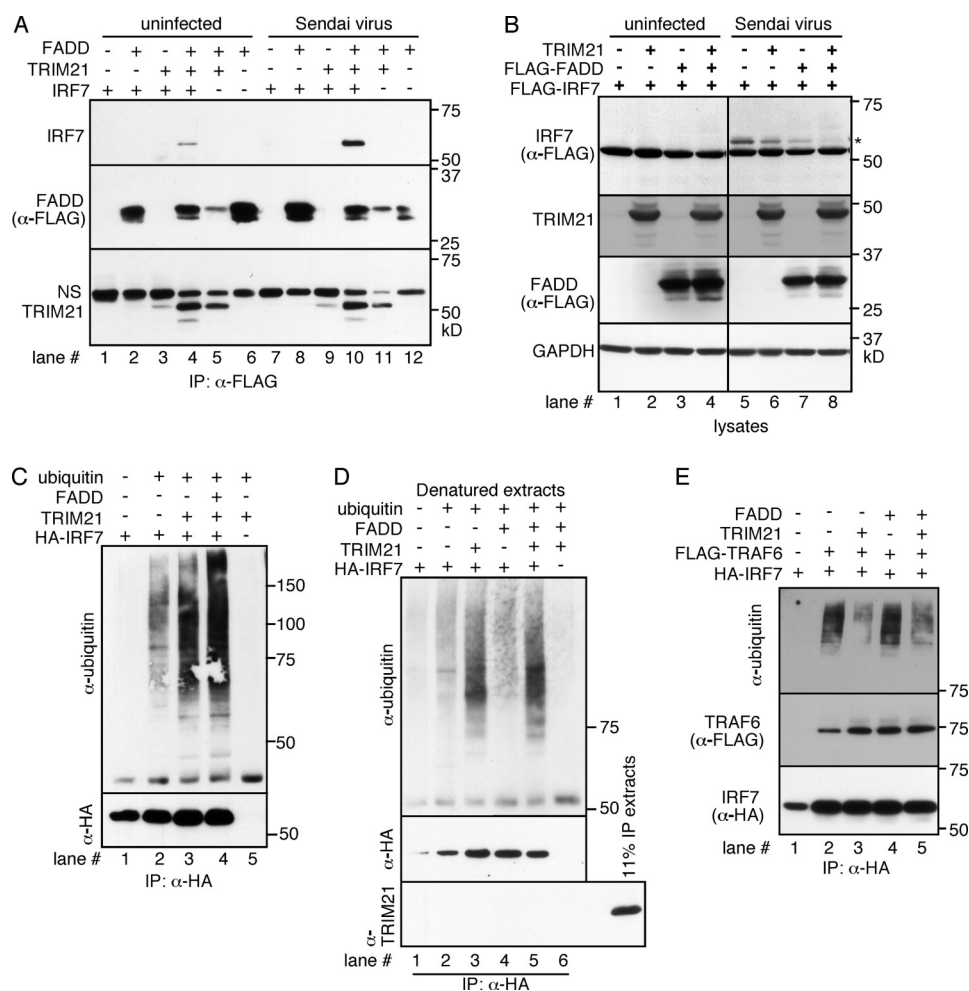 A
uninfected Sendai virus
FADD - + - + + + - + - + + +
TRIM21 - - + + + - - - + + + -
IRF7 + + + + - - + + + + - -
IRF7
75
50
FADD
(α-FLAG)
37
25
NS
TRIM21
75
50
kD
lane # 1 2 3 4 5 6 7 8 9 10 11 12
IP: α-FLAG
B
uninfected Sendai virus
TRIM21 - + - + - + - +
FLAG-FADD - - + + - - + +
FLAG-IRF7 + + + + + + + +
IRF7
(α-FLAG)
75
*
50
TRIM21
50
37
FADD
(α-FLAG)
25
GAPDH
37
kD
lane # 1 2 3 4 5 6 7 8
lysates
C
ubiquitin - + + + +
FADD - - - + -
TRIM21 - - + + +
HA-IRF7 + + + + -
α-ubiquitin
150
100
75
50
α-HA
50
lane # 1 2 3 4 5
IP: α-HA
D
Denatured extracts
ubiquitin - + + + + +
FADD - - - + + +
TRIM21 - - + - + +
HA-IRF7 + + + + + -
α-ubiquitin
75
50
α-HA
11% IP extracts
α-
TRIM21
lane # 1 2 3 4 5 6
IP: α-HA
E
FADD - - - + +
TRIM21 - - + - +
FLAG-TRAF6 - + + + +
HA-IRF7 + + + + +
α-ubiquitin
75
TRAF6
(α-FLAG)
75
IRF7
(α-HA)
50
lane # 1 2 3 4 5
IP: α-HA